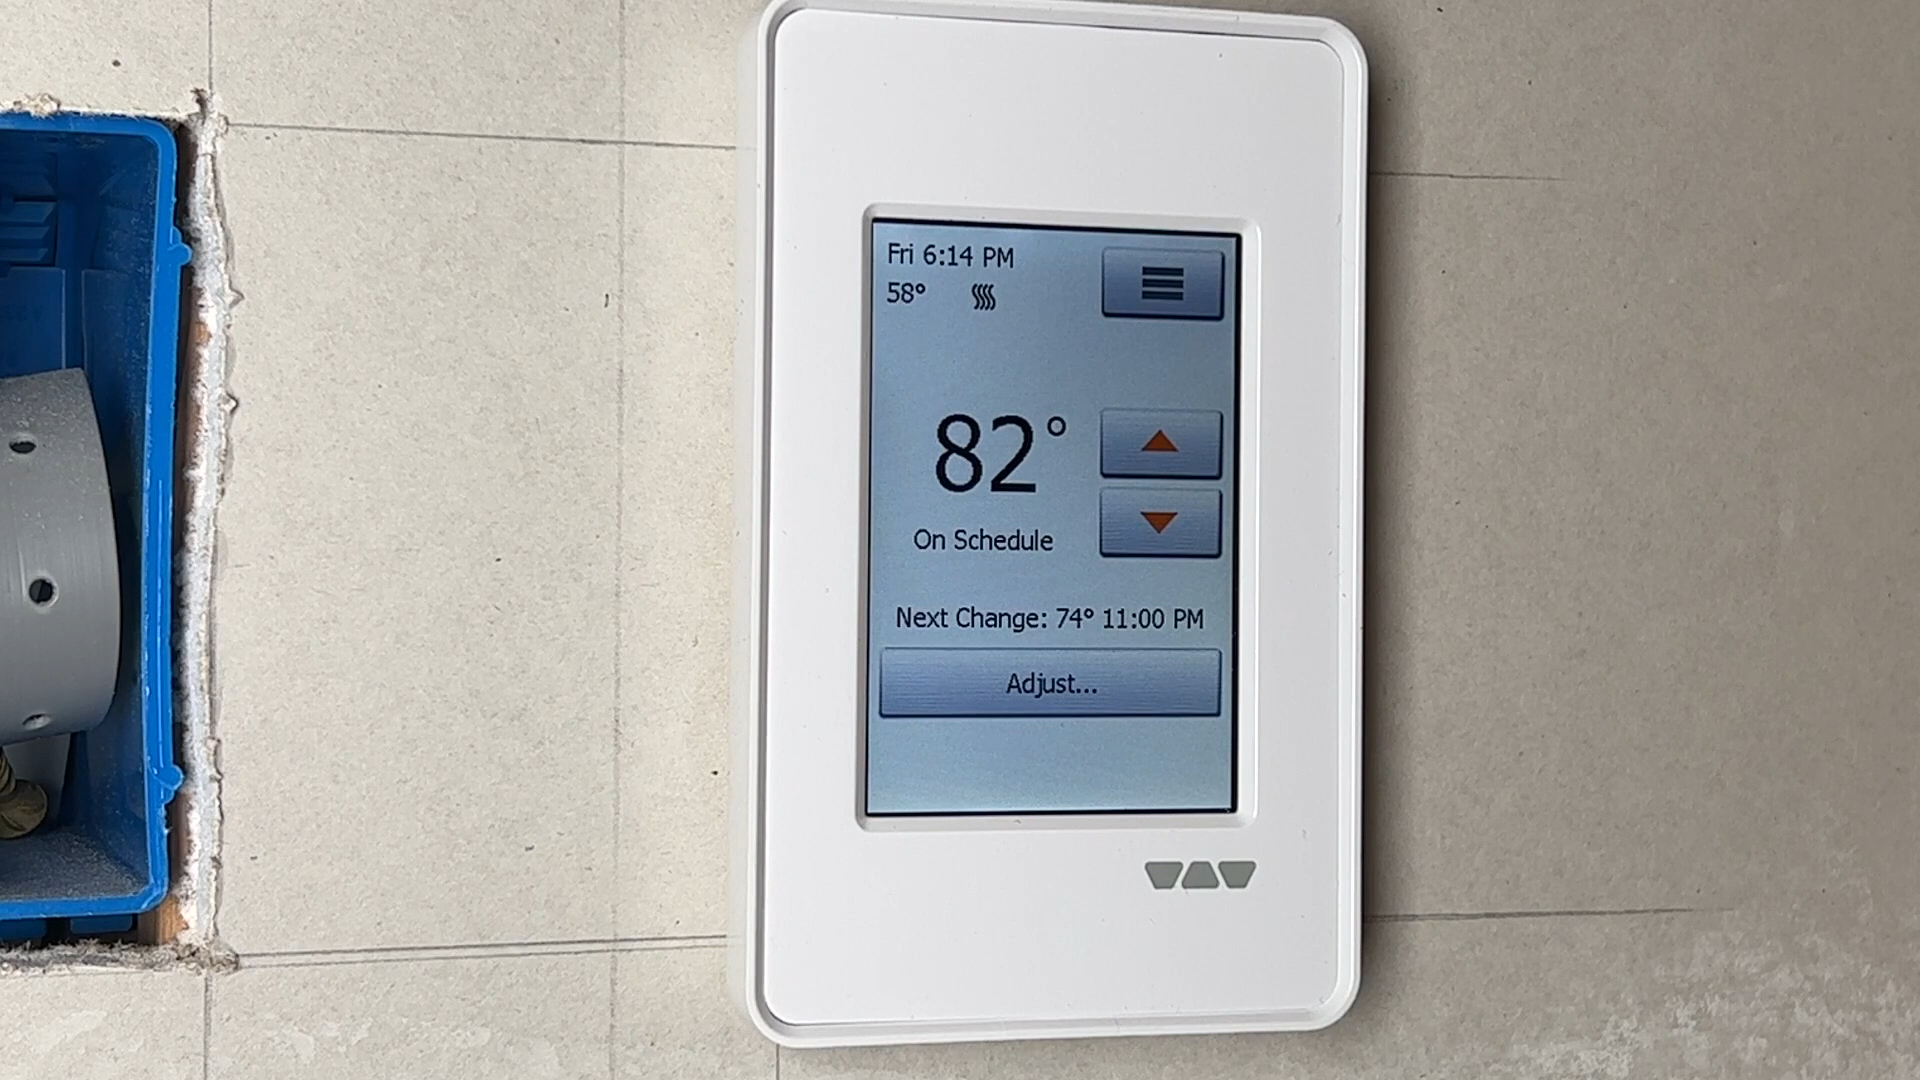 Fri 6:14 PM
58°
82°
On Schedule
Next Change: 74° 11:00 PM
Adjust...